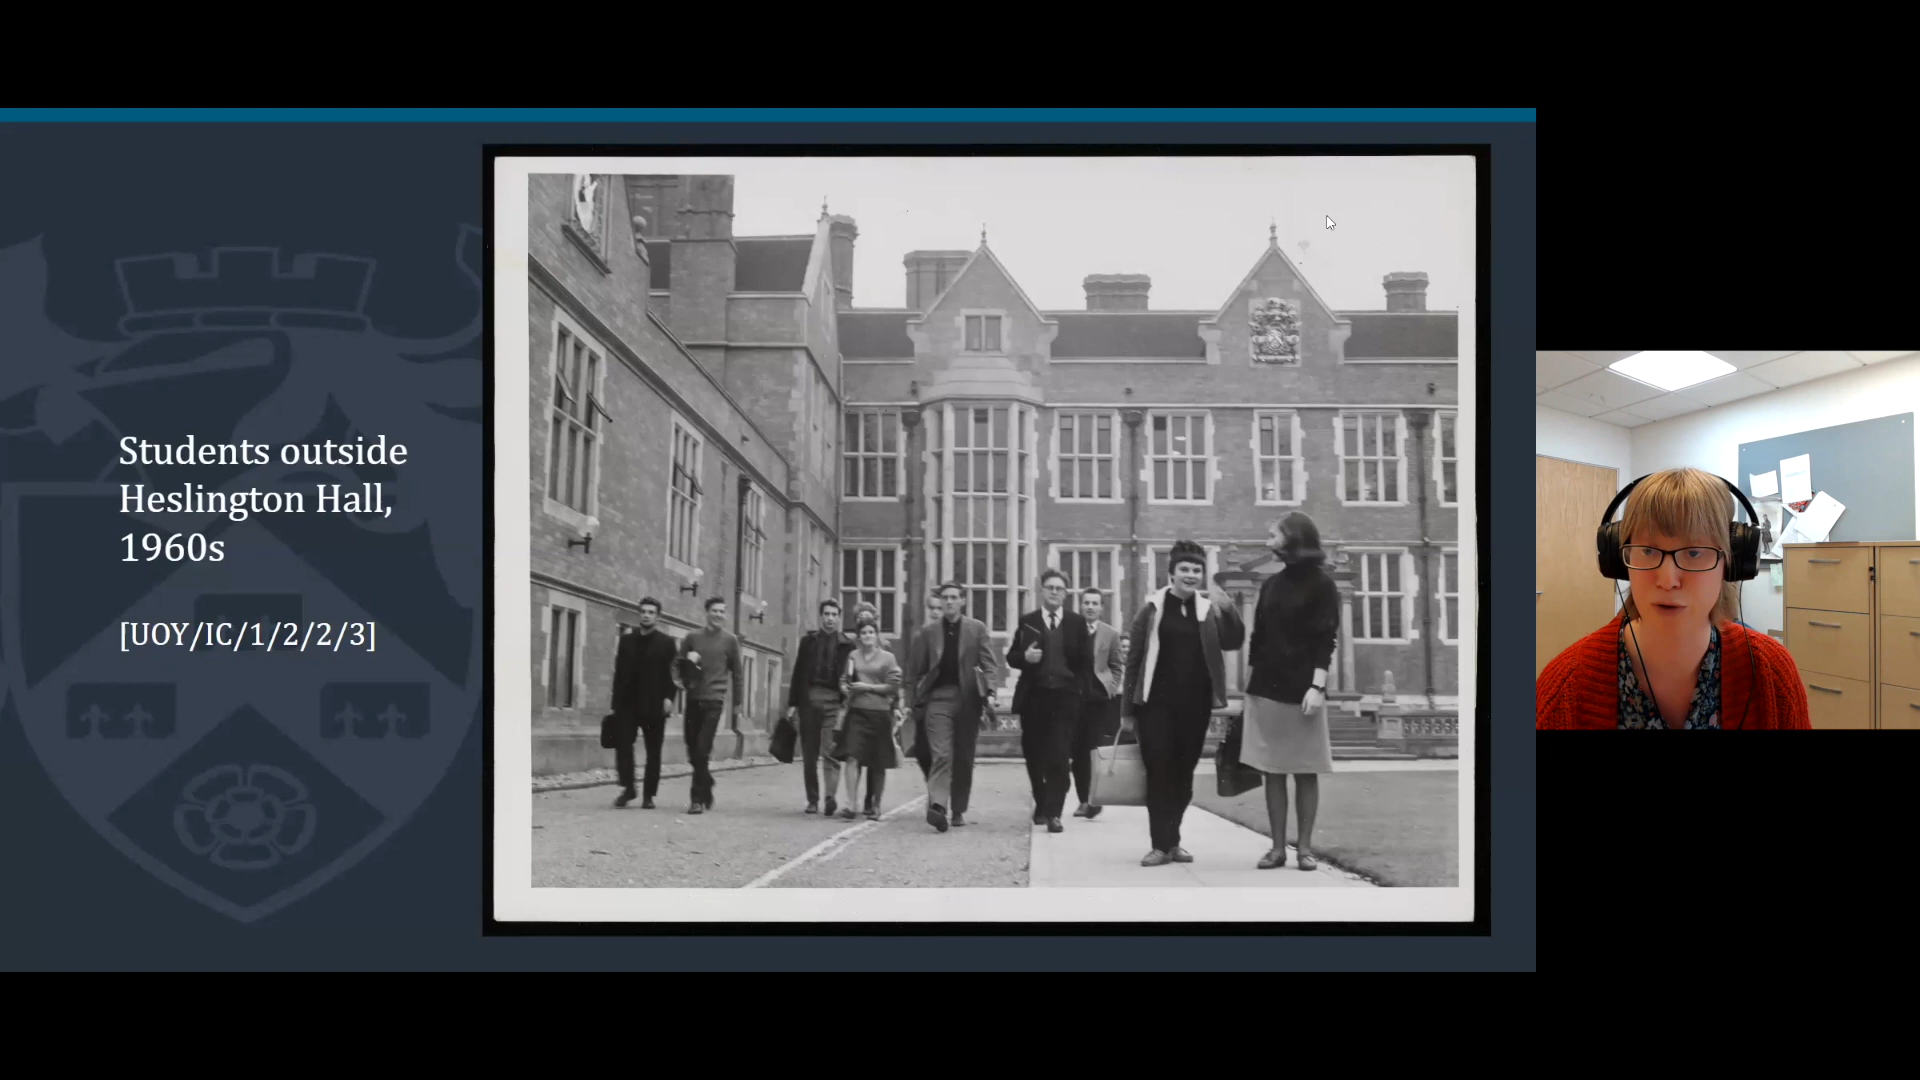 Students outside
Heslington Hall,
1960s
[UOY/IC/1/2/2/3]